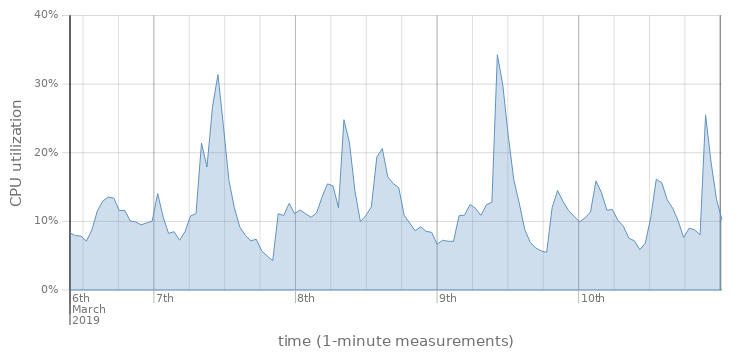 40%
30%
20%
10%
0%
CPU utilization
6th 7th 8th 9th 10th
March
2019
time (1-minute measurements)